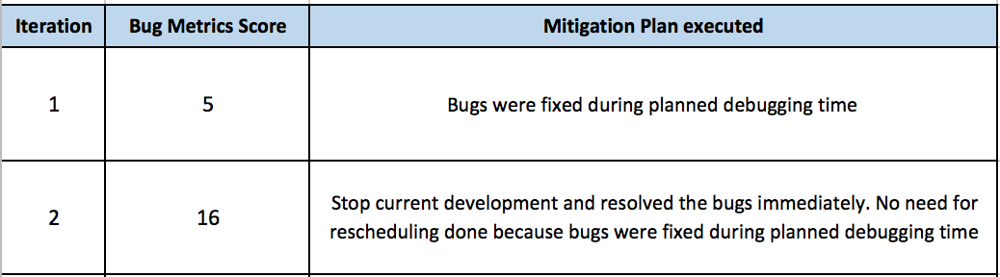 Iteration Bug Metrics Score Mitigation Plan executed
1 5 Bugs were fixed during planned debugging time
2 16 Stop current development and resolved the bugs immediately. No need for
rescheduling done because bugs were fixed during planned debugging time